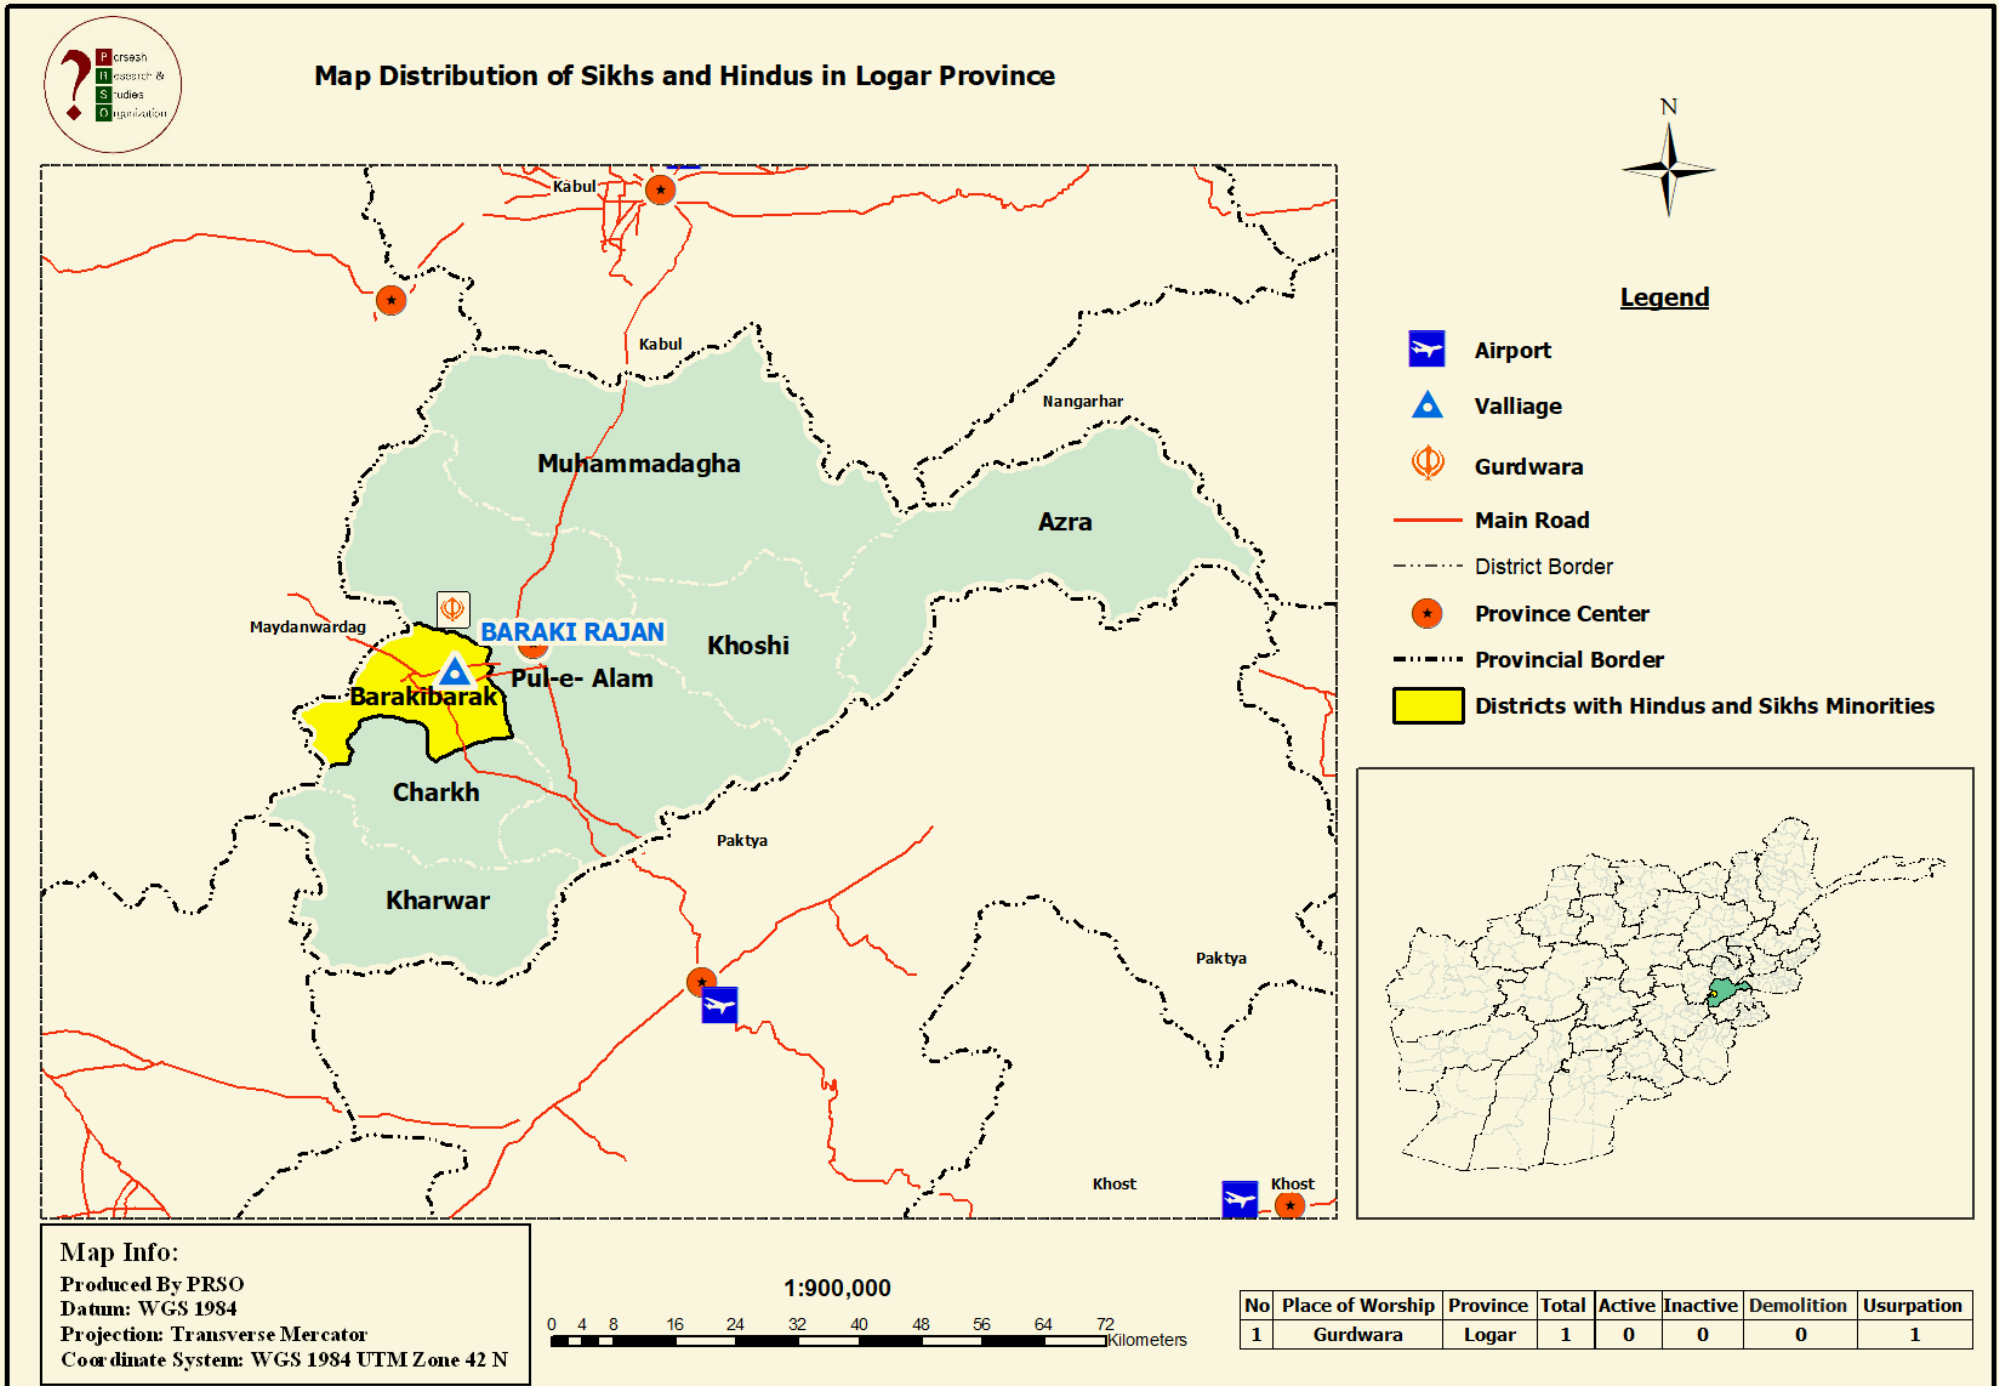 Porsesh
Research &
Studies
Organization
Map Distribution of Sikhs and Hindus in Logar Province
N
Kabul
Kabul
Nangarhar
Muhammadagha
Azra
Maydanwardag
BARAKI RAJAN
Khoshi
Pul-e- Alam
Barakibarak
Charkh
Paktya
Kharwar
Paktya
Khost
Khost
Legend
Airport
Valliage
Gurdwara
Main Road
District Border
Province Center
Provincial Border
Districts with Hindus and Sikhs Minorities
Map Info:
Produced By PRSO
Datum: WGS 1984
Projection: Transverse Mercator
Coordinate System: WGS 1984 UTM Zone 42 N
1:900,000
0 4 8 16 24 32 40 48 56 64 72
Kilometers
No Place of Worship Province Total Active Inactive Demolition Usurpation
1 Gurdwara Logar 1 0 0 0 1